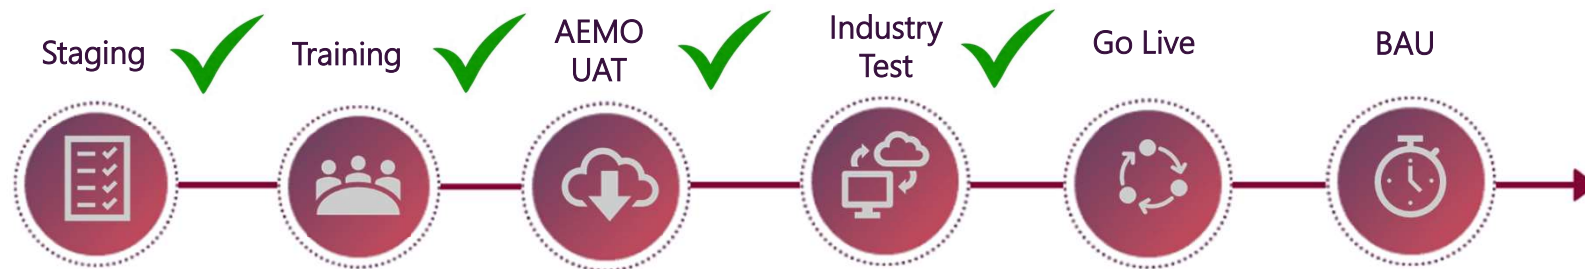 Staging
Training
AEMO
UAT
Industry
Test
Go Live
BAU